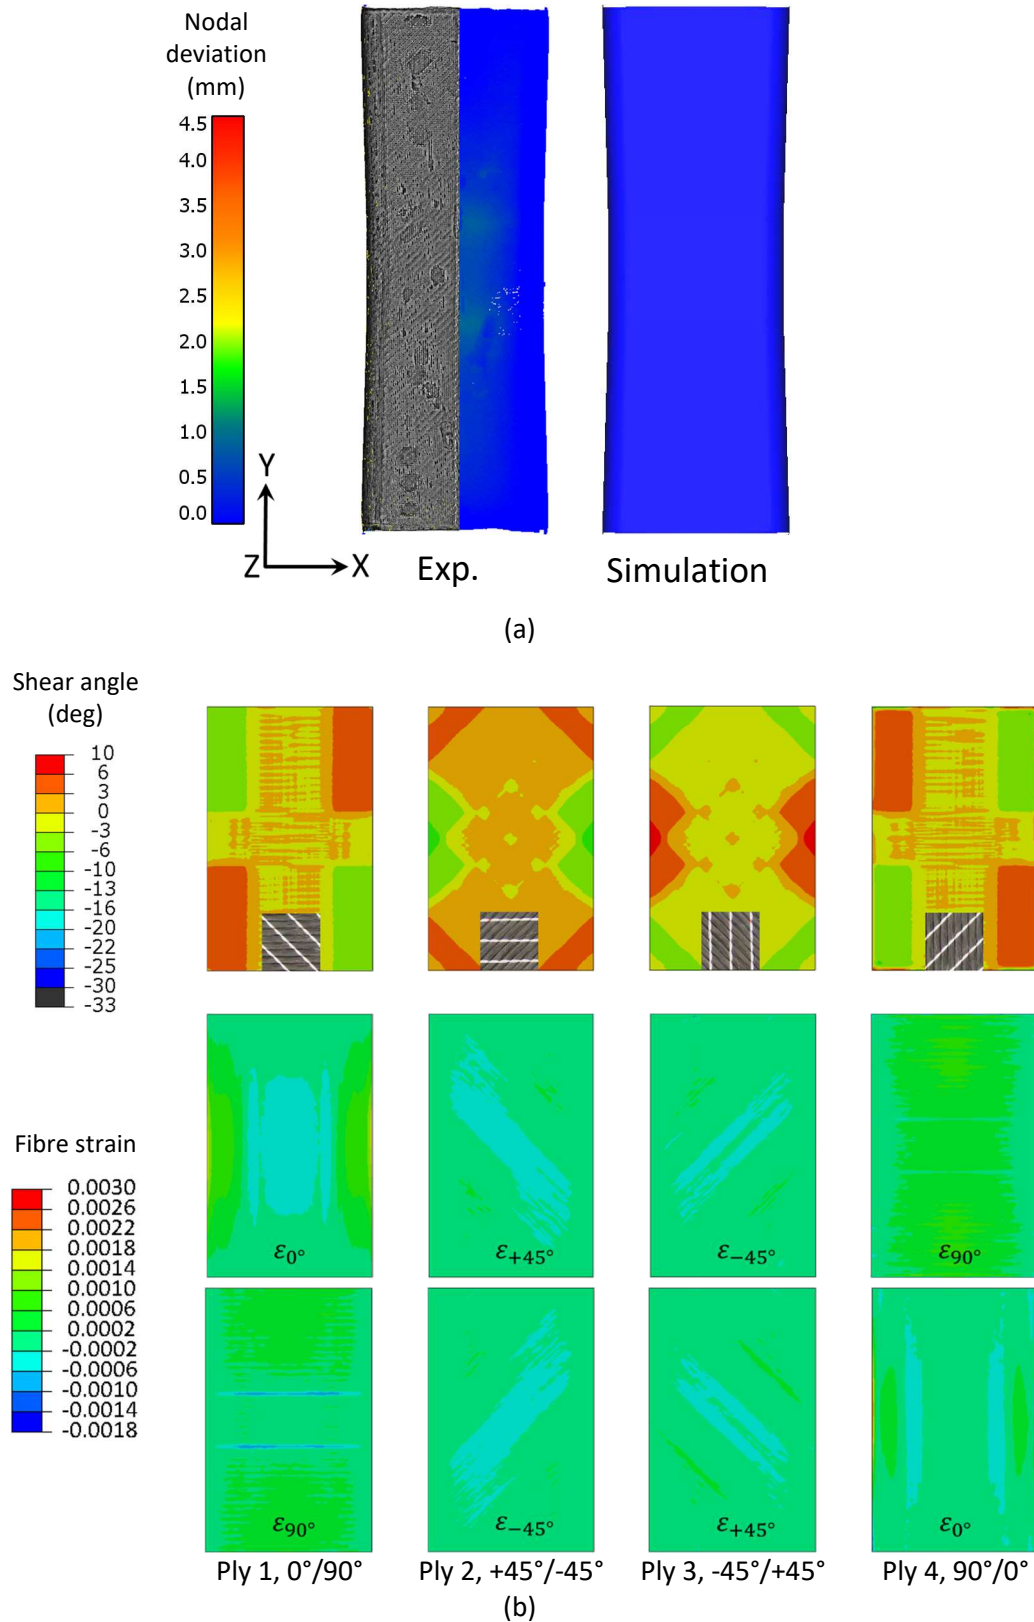 Nodal
deviation
(mm)
4.5
4.0
3.5
3.0
2.5
2.0
1.5
1.0
0.5
0.0
Y
Z
X
Exp.
Simulation
(a)
Shear angle
(deg)
10
6
3
0
-3
-6
-10
-13
-16
-20
-22
-25
-30
-33
Fibre strain
0.0030
0.0026
0.0022
0.0018
0.0014
0.0010
0.0006
0.0002
-0.0002
-0.0006
-0.0010
-0.0014
-0.0018
ε0° ε+45° ε−45° ε90°
ε90° ε−45° ε+45° ε0°
Ply 1, 0°/90° Ply 2, +45°/-45° Ply 3, -45°/+45° Ply 4, 90°/0°
(b)